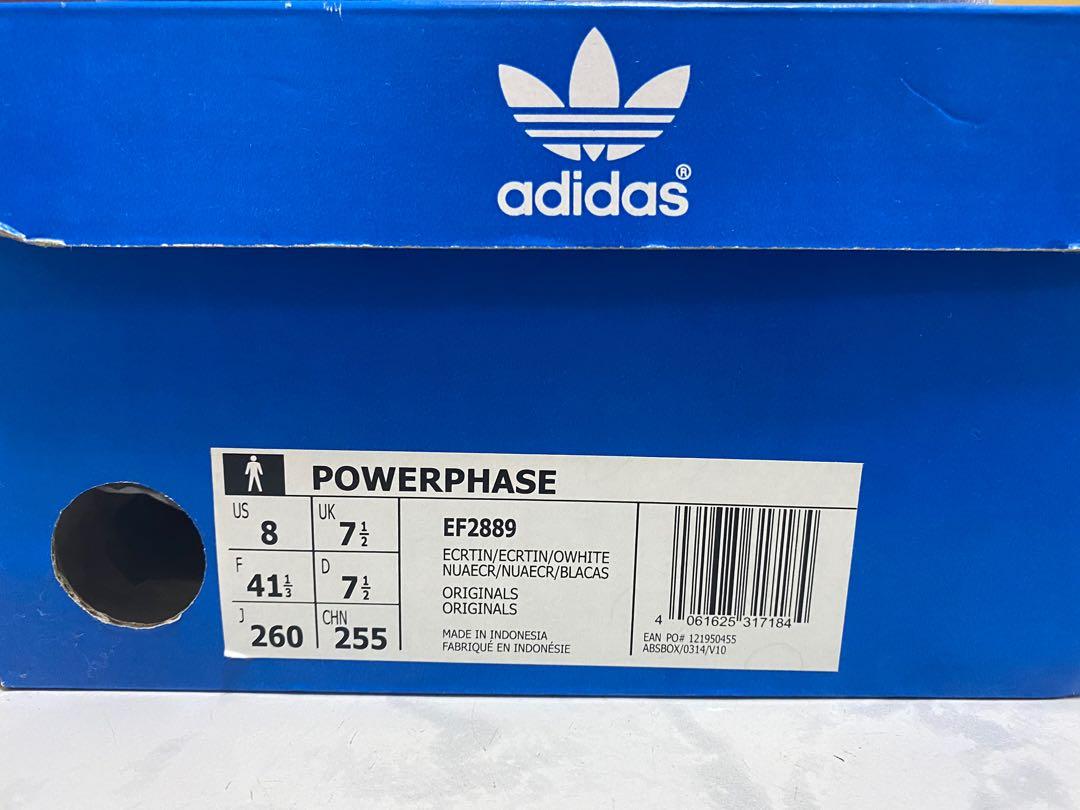 adidas®
POWERPHASE
US 8 UK 7½
F 41⅓ D 7½
J 260 CHN 255
EF2889
ECRTIN/ECRTIN/OWHITE
NUAECR/NUAECR/BLACAS
ORIGINALS
ORIGINALS
MADE IN INDONESIA
FABRIQUÉ EN INDONÉSIE
4 061625 317184
EAN PO# 121950455
ABSBOX/0314/V10